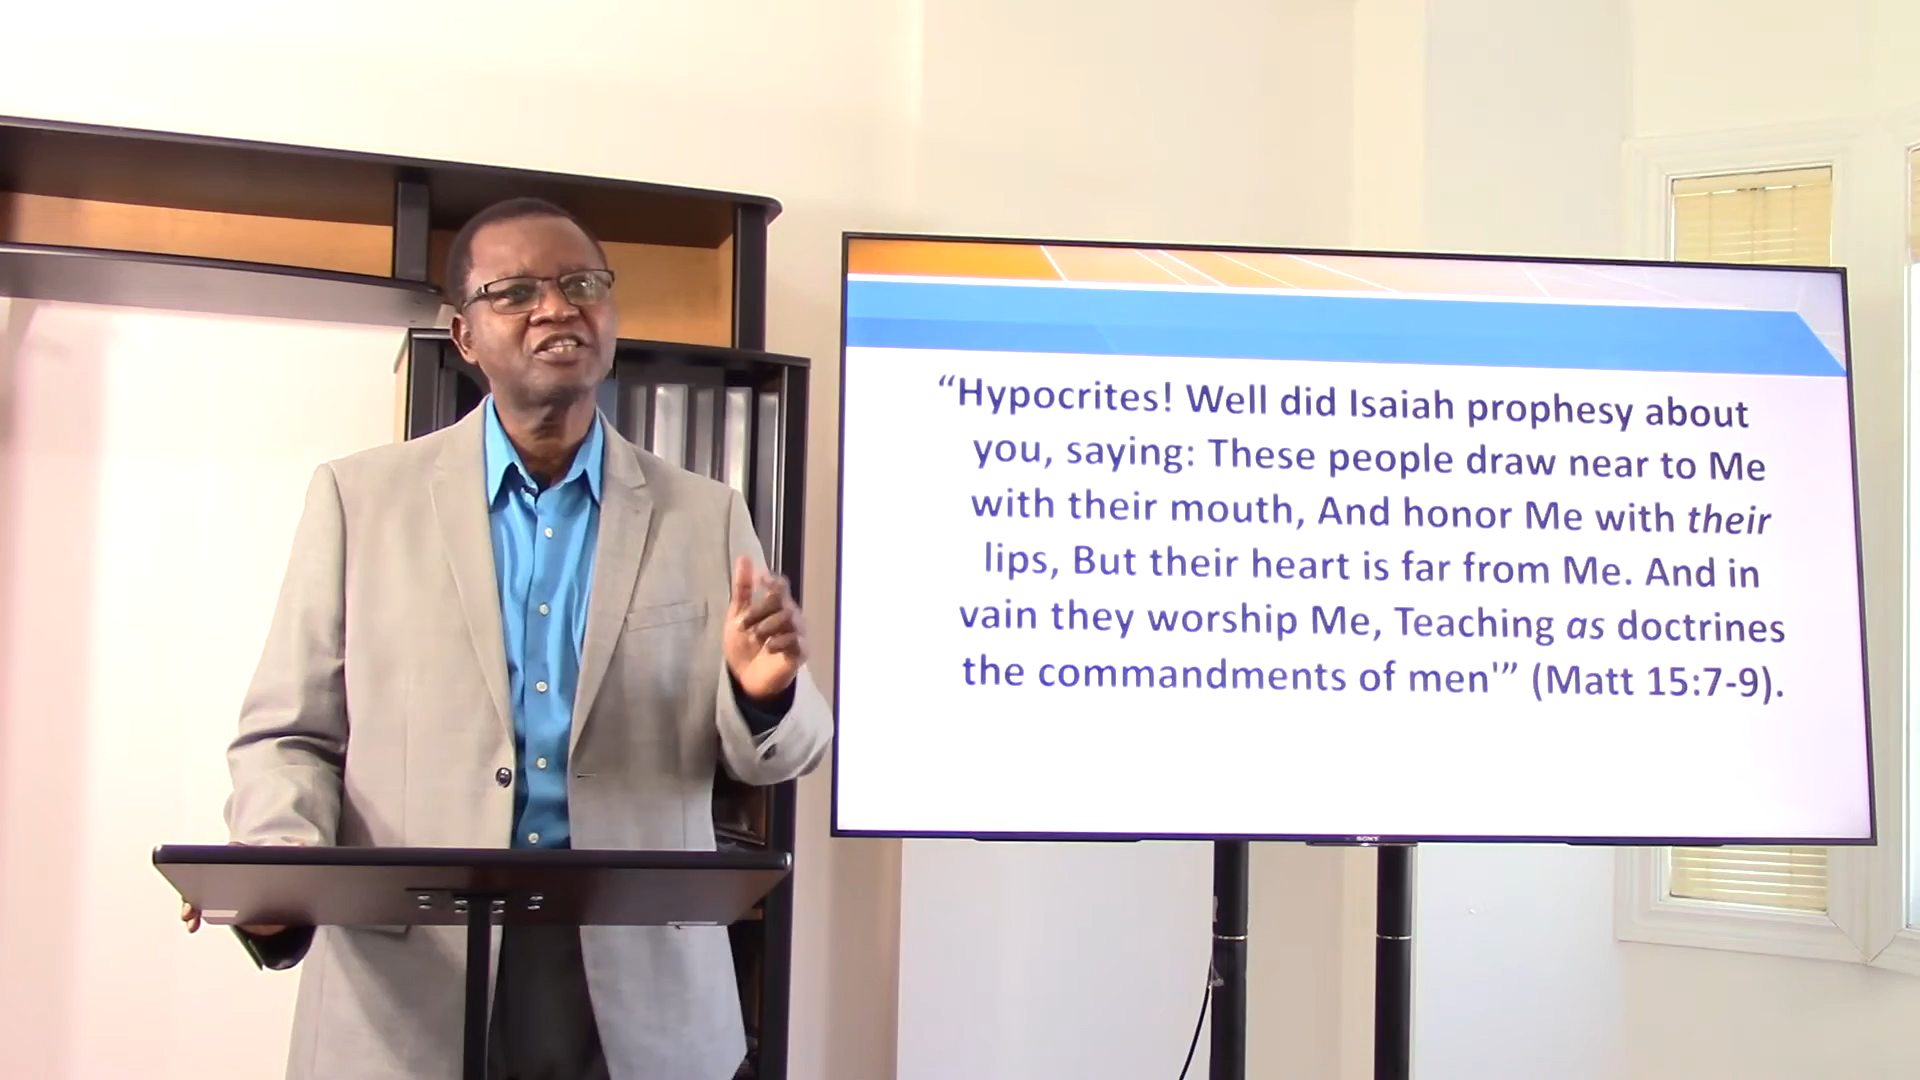 “Hypocrites! Well did Isaiah prophesy about
you, saying: These people draw near to Me
with their mouth, And honor Me with their
lips, But their heart is far from Me. And in
vain they worship Me, Teaching as doctrines
the commandments of men'” (Matt 15:7-9).
SONY